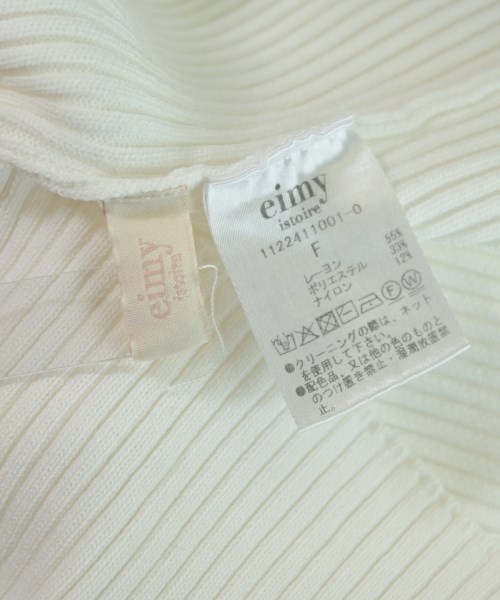 eimy
istoire
eimy
istoire
1122411001-0
F
レーヨン 55%
ポリエステル 33%
ナイロン 12%
●クリーニングの際は、ネット
を使用して下さい。
●配色品、又は他の色のものと
のつけ置き禁止・湿潤放置禁
止。